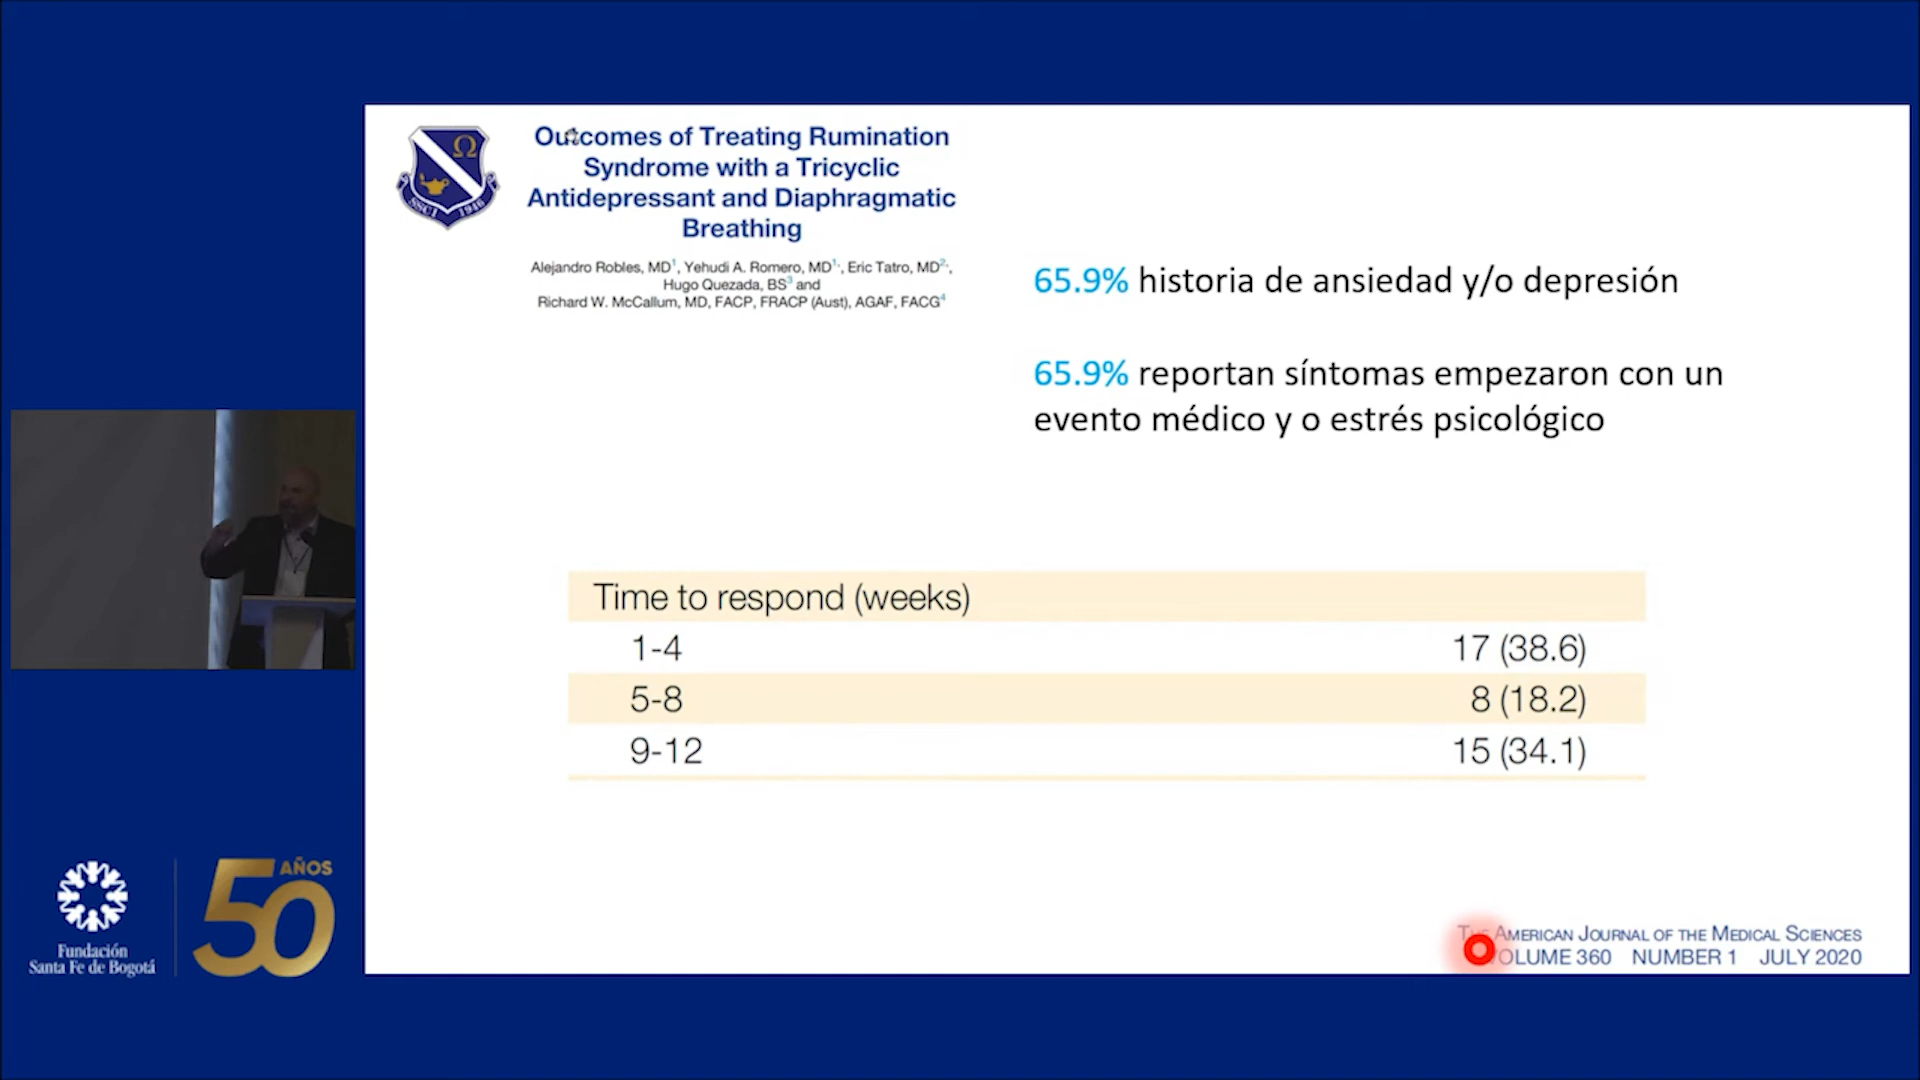 Outcomes of Treating Rumination
Syndrome with a Tricyclic
Antidepressant and Diaphragmatic
Breathing
Alejandro Robles, MD1, Yehudi A. Romero, MD1, Eric Tatro, MD2,
Hugo Quezada, BS3 and
Richard W. McCallum, MD, FACP, FRACP (Aust), AGAF, FACG4
SSCI 1946
Ω
65.9% historia de ansiedad y/o depresión
65.9% reportan síntomas empezaron con un
evento médico y o estrés psicológico
Time to respond (weeks)
1-4 17 (38.6)
5-8 8 (18.2)
9-12 15 (34.1)
THE AMERICAN JOURNAL OF THE MEDICAL SCIENCES
VOLUME 360 NUMBER 1 JULY 2020
Fundación
Santa Fe de Bogotá
50 AÑOS